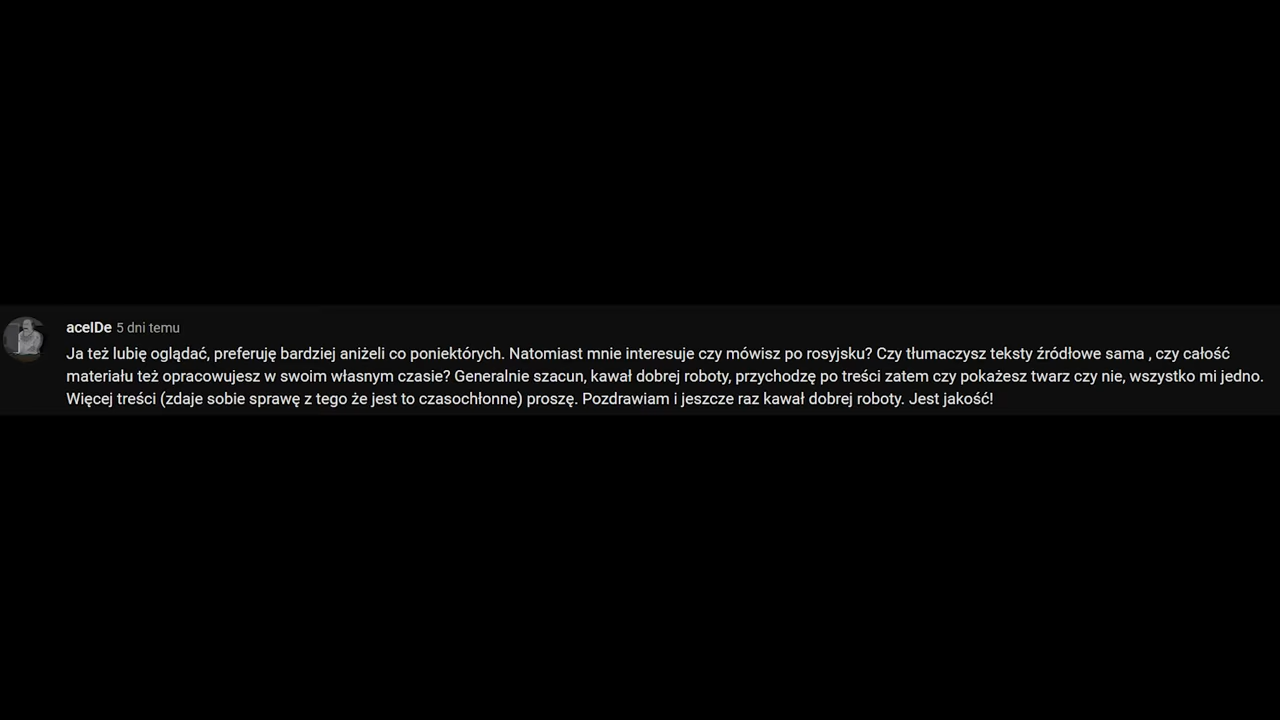 acelDe 5 dni temu
Ja też lubię oglądać, preferuję bardziej aniżeli co poniektórych. Natomiast mnie interesuje czy mówisz po rosyjsku? Czy tłumaczysz teksty źródłowe sama , czy całość
materiału też opracowujesz w swoim własnym czasie? Generalnie szacun, kawał dobrej roboty, przychodzę po treści zatem czy pokażesz twarz czy nie, wszystko mi jedno.
Więcej treści (zdaje sobie sprawę z tego że jest to czasochłonne) proszę. Pozdrawiam i jeszcze raz kawał dobrej roboty. Jest jakość!